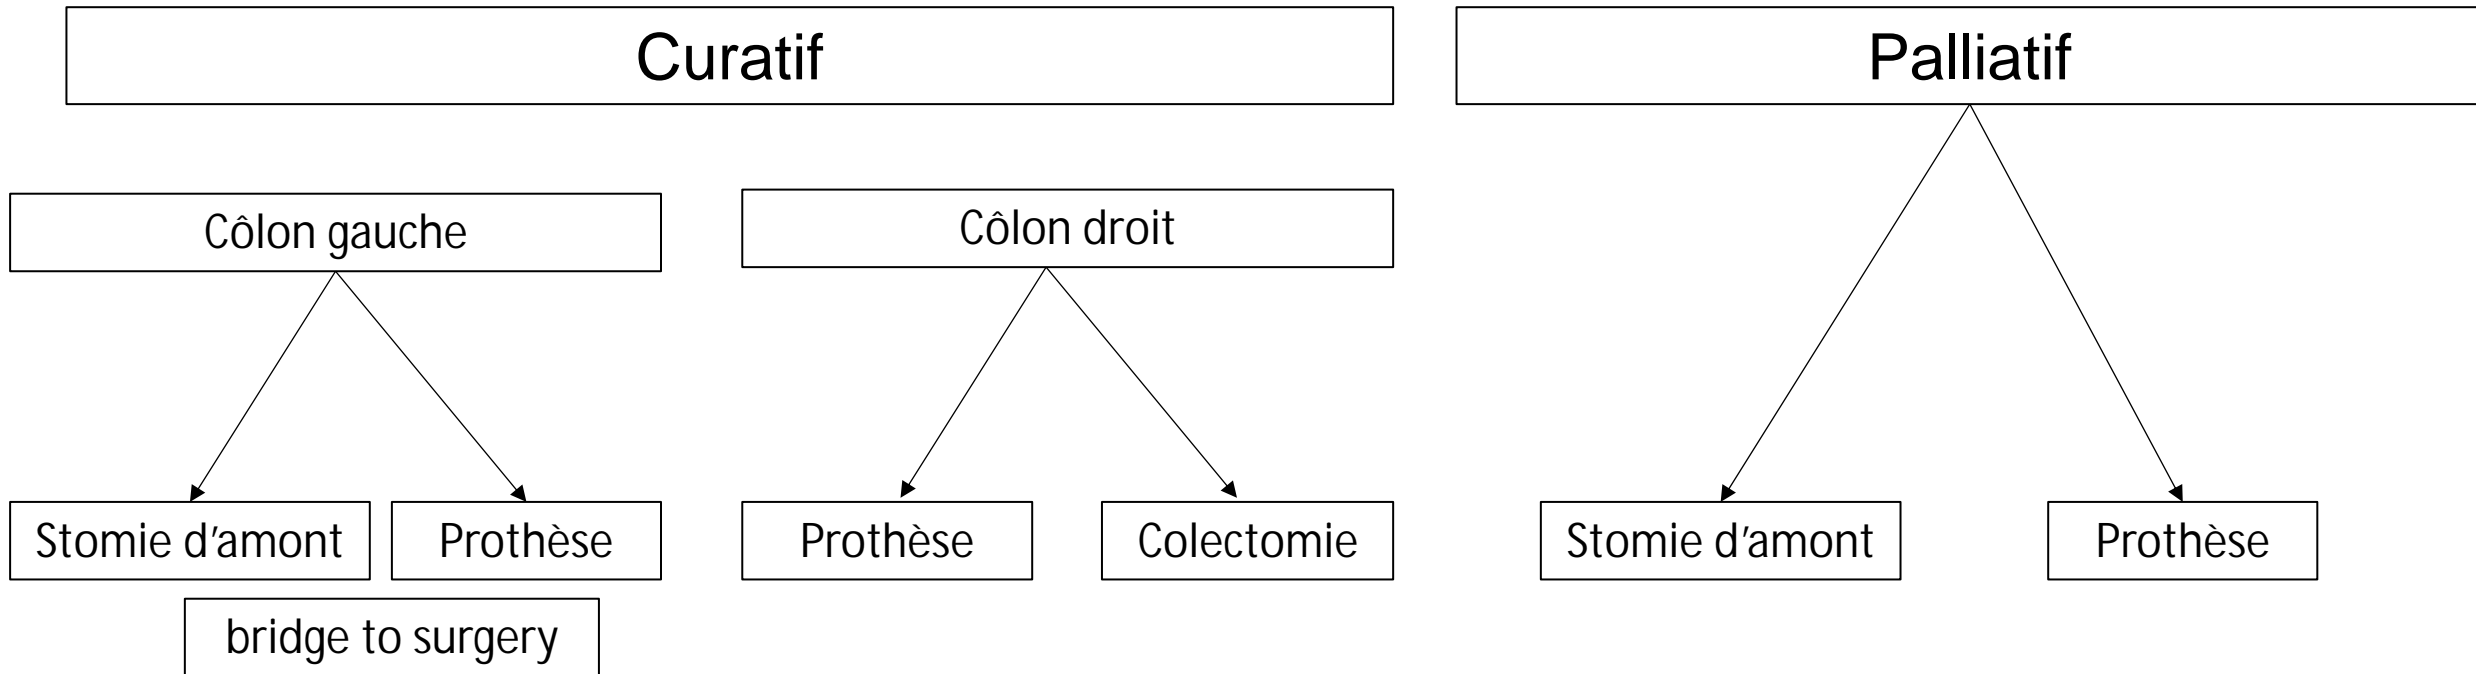 Curatif
Palliatif
Côlon gauche
Côlon droit
Stomie d'amont
Prothèse
Prothèse
Colectomie
Stomie d'amont
Prothèse
bridge to surgery